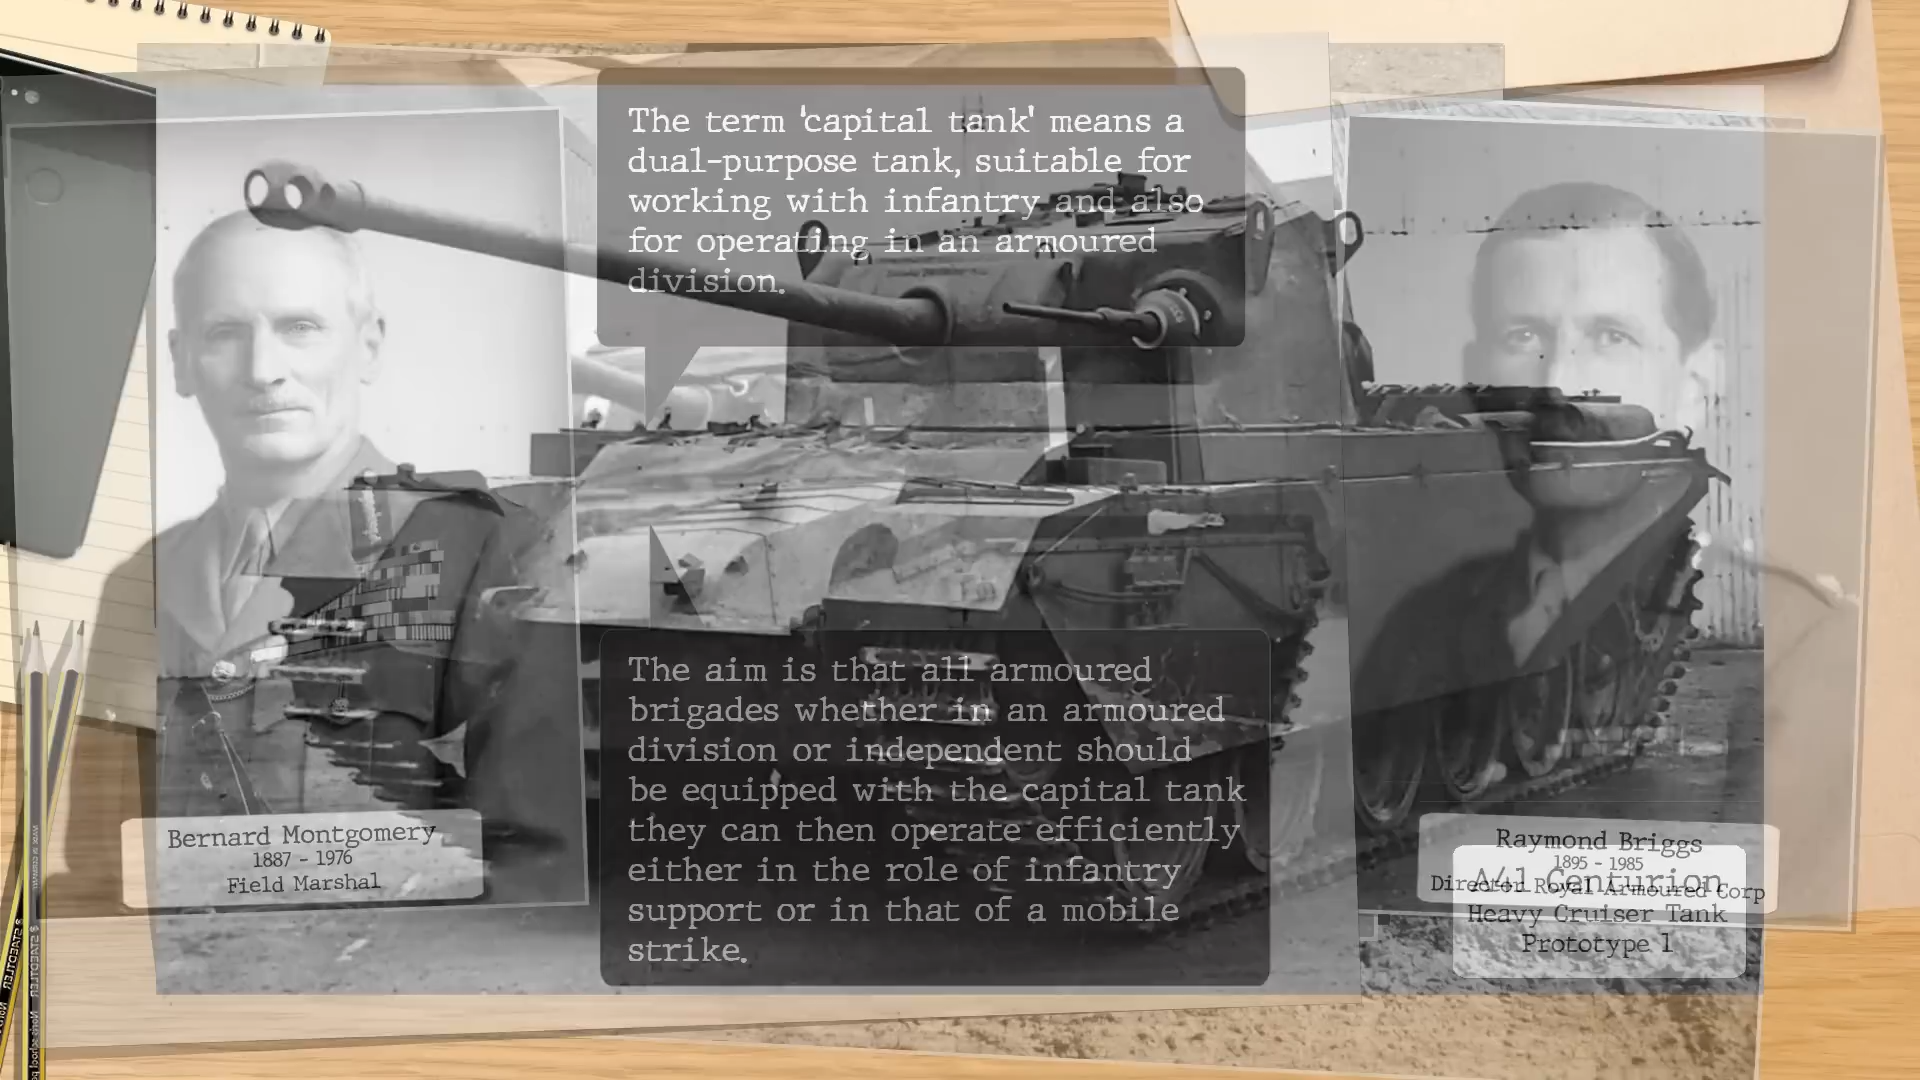 The term 'capital tank' means a
dual-purpose tank, suitable for
working with infantry and also
for operating in an armoured
division.
The aim is that all armoured
brigades whether in an armoured
division or independent should
be equipped with the capital tank
they can then operate efficiently
either in the role of infantry
support or in that of a mobile
strike.
Bernard Montgomery
1887 - 1976
Field Marshal
Raymond Briggs
1895 - 1985
Director Royal Armoured Corp
A41 Centurion
Heavy Cruiser Tank
Prototype 1
STAEDTLER
STAEDTLER